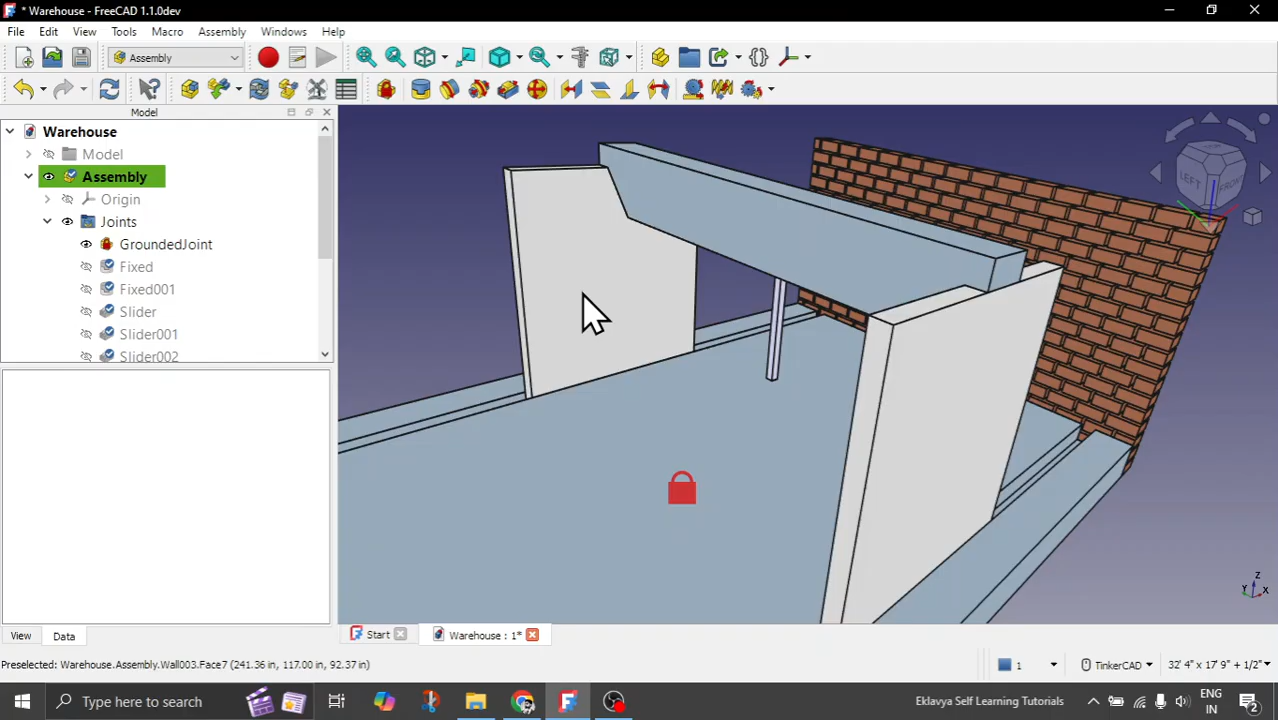 * Warehouse - FreeCAD 1.1.0dev
File Edit View Tools Macro Assembly Windows Help
Assembly
Model
Warehouse
Model
Assembly
Origin
Joints
GroundedJoint
Fixed
Fixed001
Slider
Slider001
Slider002
LEFT FRONT
Z
Y X
View Data
Start Warehouse : 1*
Preselected: Warehouse.Assembly.Wall003.Face7 (241.36 in, 117.00 in, 92.37 in)
1 TinkerCAD 32' 4" x 17' 9" + 1/2"
Type here to search
Eklavya Self Learning Tutorials
ENG
IN
2